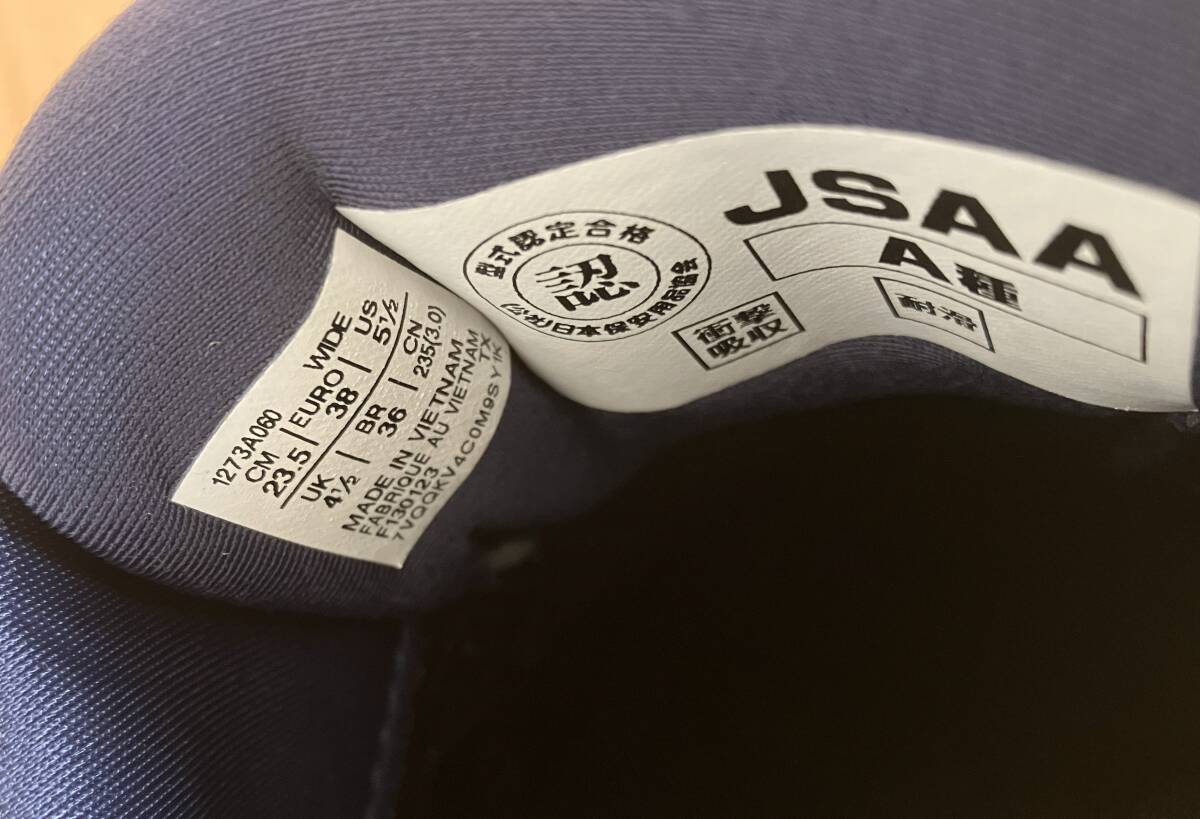 1273A060 WIDE
CM | EURO | US
23.5 | 38 | 5½
UK | BR | CN
4½ | 36 | 235(3.0)
MADE IN VIETNAM
FABRIQUE AU VIETNAM
F130123 TX
7VQQKV4C0M9SY1K
型式認定合格
認
(公社)日本保安用品協会
JSAA
A種
衝撃
吸収
耐滑